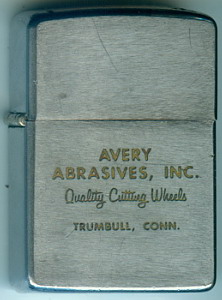 AVERY
ABRASIVES, INC.
Quality Cutting Wheels
TRUMBULL, CONN.